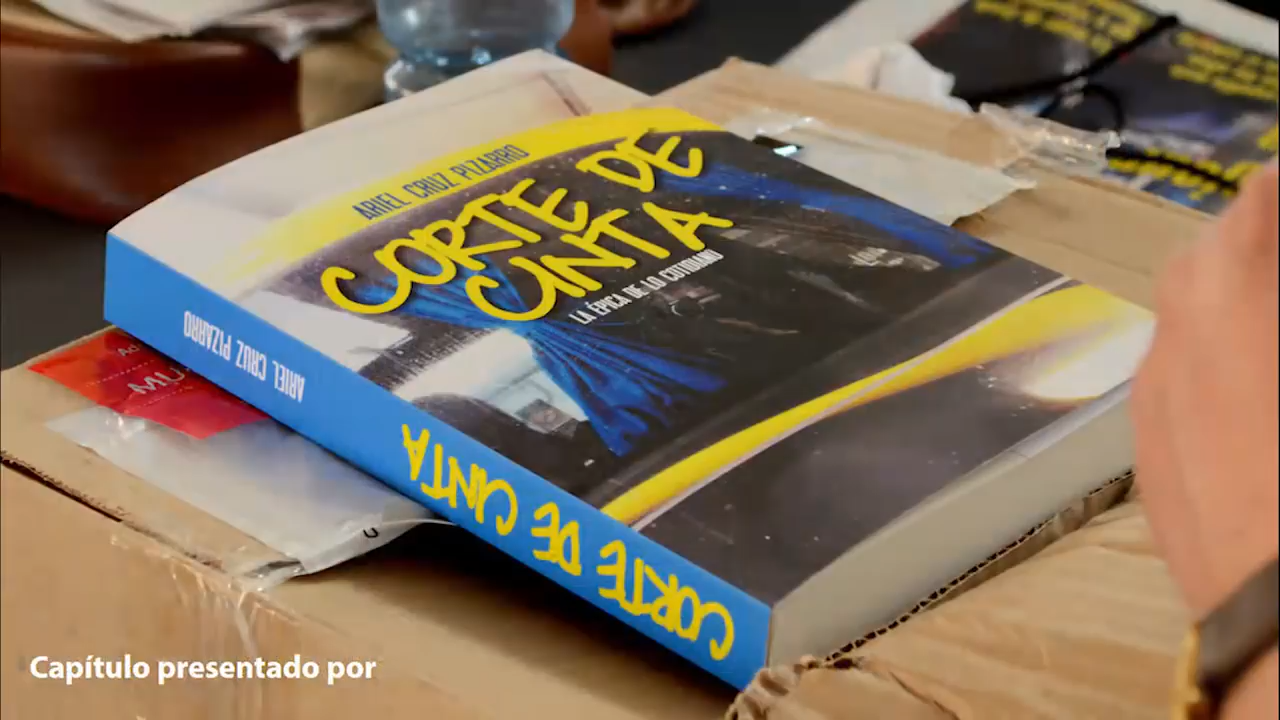 ARIEL CRUZ PIZARRO
CORTE DE
CINTA
LA ÉPICA DE LO COTIDIANO
ARIEL CRUZ PIZARRO
CORTE DE CINTA
Capítulo presentado por